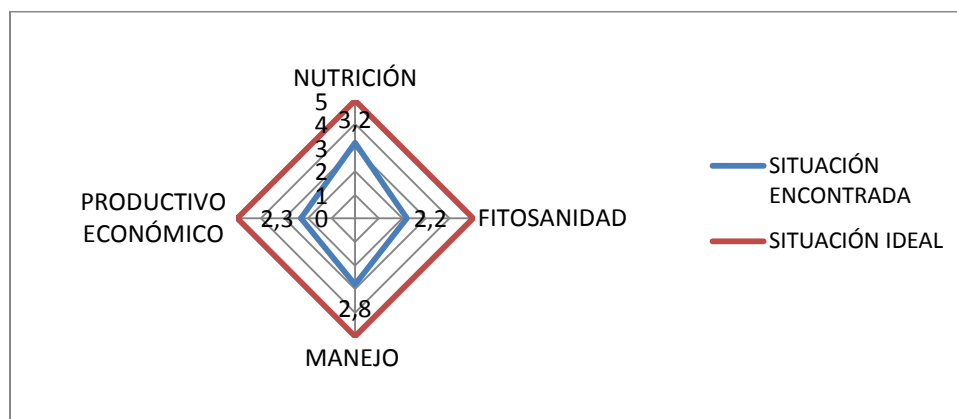 NUTRICIÓN
5
4
3
2
1
0
3,2
2,2
2,8
2,3
FITOSANIDAD
MANEJO
PRODUCTIVO
ECONÓMICO
SITUACIÓN
ENCONTRADA
SITUACIÓN IDEAL